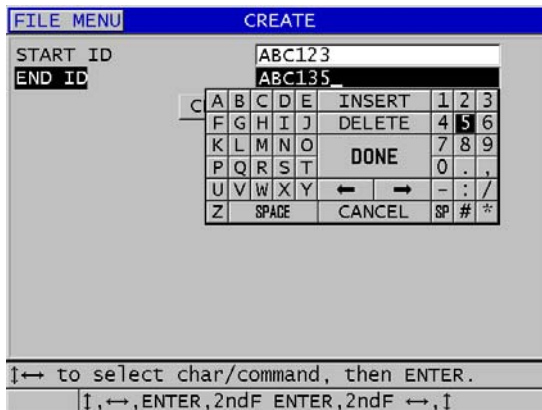 FILE MENU CREATE
START ID ABC123
END ID ABC135_
A B C D E INSERT 1 2 3
F G H I J DELETE 4 5 6
K L M N O DONE 7 8 9
P Q R S T 0 . ,
U V W X Y ← → - : /
Z SPACE CANCEL SP # *
↕↔ to select char/command, then ENTER.
↕,↔,ENTER,2ndF ENTER,2ndF ↔,↕